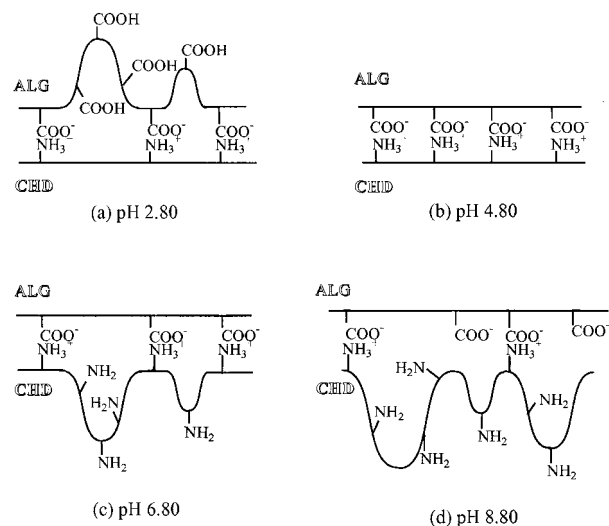 COOH
COOH
COOH
COOH
ALG
COO⁻ COO⁻ COO⁻
NH₃⁺ NH₃⁺ NH₃⁺
CHD
(a) pH 2.80
ALG
COO⁻ COO⁻ COO⁻ COO⁻
NH₃⁺ NH₃⁺ NH₃⁺ NH₃⁺
CHD
(b) pH 4.80
ALG
COO⁻ COO⁻ COO⁻
NH₃⁺ NH₃⁺ NH₃⁺
CHD
NH₂
H₂N
NH₂
NH₂
(c) pH 6.80
ALG
COO⁻ COO⁻ COO⁻ COO⁻
NH₃⁺ NH₃⁺
CHD
H₂N
NH₂
NH₂
NH₂
NH₂
NH₂
(d) pH 8.80